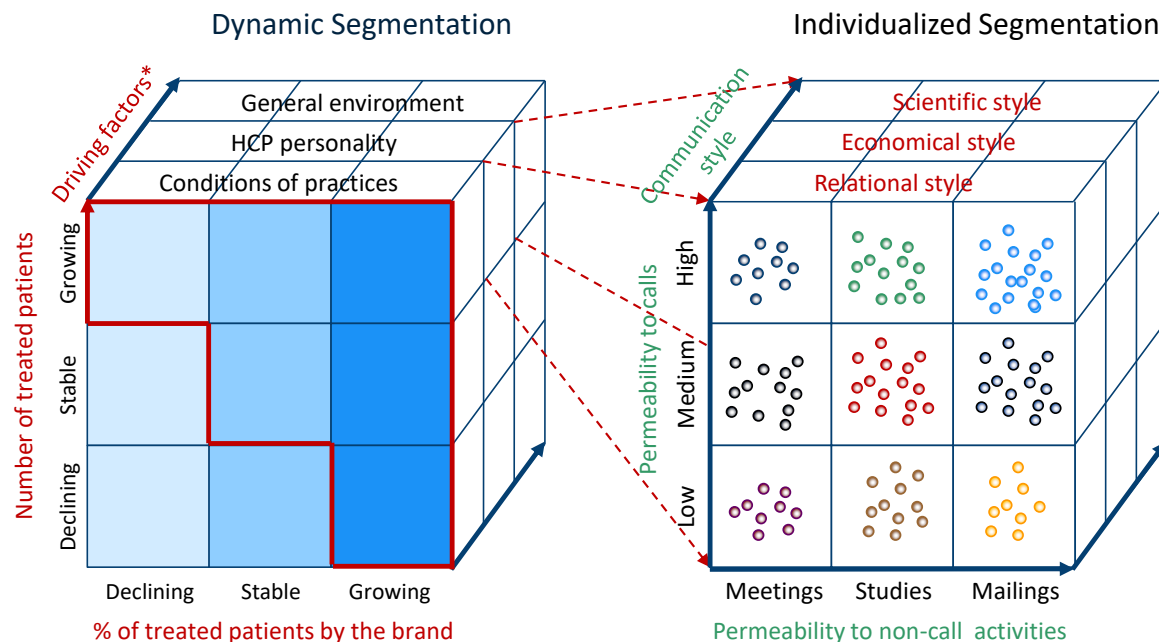 Dynamic Segmentation
Individualized Segmentation
Driving factors*
General environment
HCP personality
Conditions of practices
Number of treated patients
Growing
Stable
Declining
Declining
Stable
Growing
% of treated patients by the brand
Communication
style
Scientific style
Economical style
Relational style
Permeability to calls
High
Medium
Low
Meetings
Studies
Mailings
Permeability to non-call activities